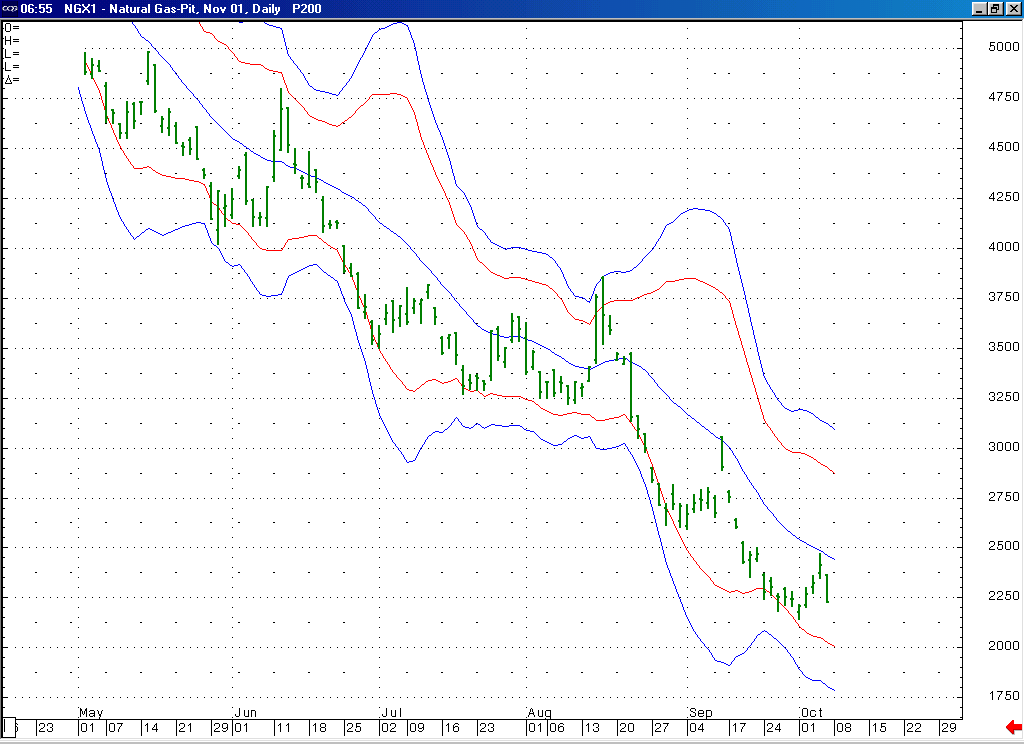 06:55 NGX1 - Natural Gas-Pit, Nov 01, Daily P200
O=
H=
L=
L=
Δ=
5000
4750
4500
4250
4000
3750
3500
3250
3000
2750
2500
2250
2000
1750
May Jun Jul Aug Sep Oct
23 01 07 14 21 29 01 11 18 25 02 09 16 23 01 06 13 20 27 04 17 24 01 08 15 22 29